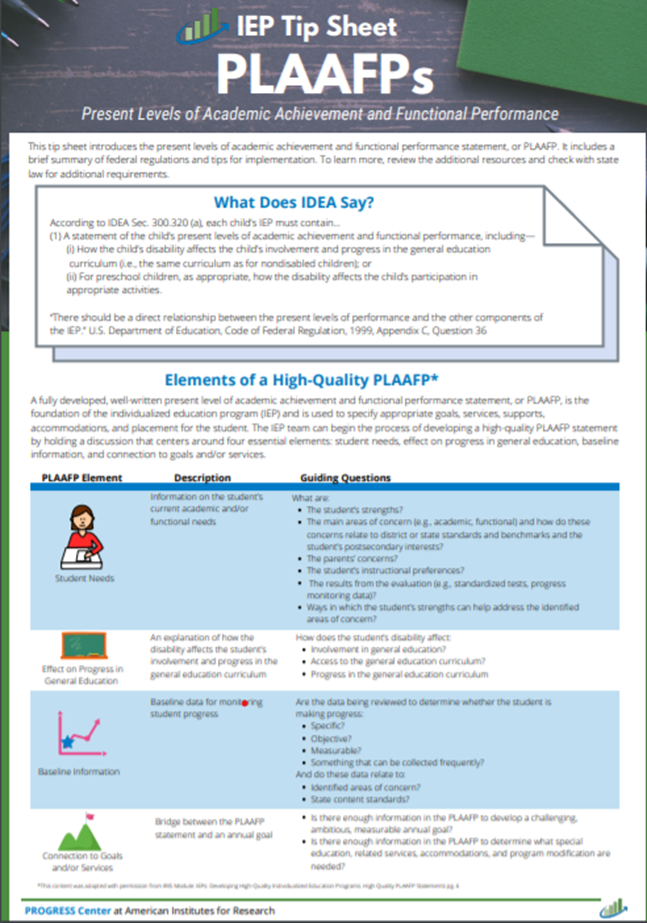 IEP Tip Sheet
PLAAFPs
Present Levels of Academic Achievement and Functional Performance
This tip sheet introduces the present levels of academic achievement and functional performance statement, or PLAAFP. It includes a
brief summary of federal regulations and tips for implementation. To learn more, review the additional resources and check with state
law for additional requirements.
What Does IDEA Say?
According to IDEA Sec. 300.320 (a), each child's IEP must contain...
(1) A statement of the child's present levels of academic achievement and functional performance, including—
(i) How the child's disability affects the child's involvement and progress in the general education
curriculum (i.e., the same curriculum as for nondisabled children); or
(ii) For preschool children, as appropriate, how the disability affects the child's participation in
appropriate activities.
"There should be a direct relationship between the present levels of performance and the other components of
the IEP." U.S. Department of Education, Code of Federal Regulation, 1999, Appendix C, Question 36
Elements of a High-Quality PLAAFP*
A fully developed, well-written present level of academic achievement and functional performance statement, or PLAAFP, is the
foundation of the individualized education program (IEP) and is used to specify appropriate goals, services, supports,
accommodations, and placement for the student. The IEP team can begin the process of developing a high-quality PLAAFP statement
by holding a discussion that centers around four essential elements: student needs, effect on progress in general education, baseline
information, and connection to goals and/or services.
PLAAFP Element Description Guiding Questions
Student Needs
Information on the student's
current academic and/or
functional needs
What are:
• The student's strengths?
• The main areas of concern (e.g., academic, functional) and how do these
concerns relate to district or state standards and benchmarks and the
student's postsecondary interests?
• The parents' concerns?
• The student's instructional preferences?
• The results from the evaluation (e.g., standardized tests, progress
monitoring data)?
• Ways in which the student's strengths can help address the identified
areas of concern?
Effect on Progress in
General Education
An explanation of how the
disability affects the student's
involvement and progress in the
general education curriculum
How does the student's disability affect:
• Involvement in general education?
• Access to the general education curriculum?
• Progress in the general education curriculum
Baseline Information
Baseline data for monitoring
student progress
Are the data being reviewed to determine whether the student is
making progress:
• Specific?
• Objective?
• Measurable?
• Something that can be collected frequently?
And do these data relate to:
• Identified areas of concern?
• State content standards?
Connection to Goals
and/or Services
Bridge between the PLAAFP
statement and an annual goal
• Is there enough information in the PLAAFP to develop a challenging,
ambitious, measurable annual goal?
• Is there enough information in the PLAAFP to determine what special
education, related services, accommodations, and program modification are
needed?
*This content was adapted with permission from IRIS Module: IEPs: Developing High-Quality Individualized Education Programs: High Quality PLAAFP Statements pg. 6
PROGRESS Center at American Institutes for Research